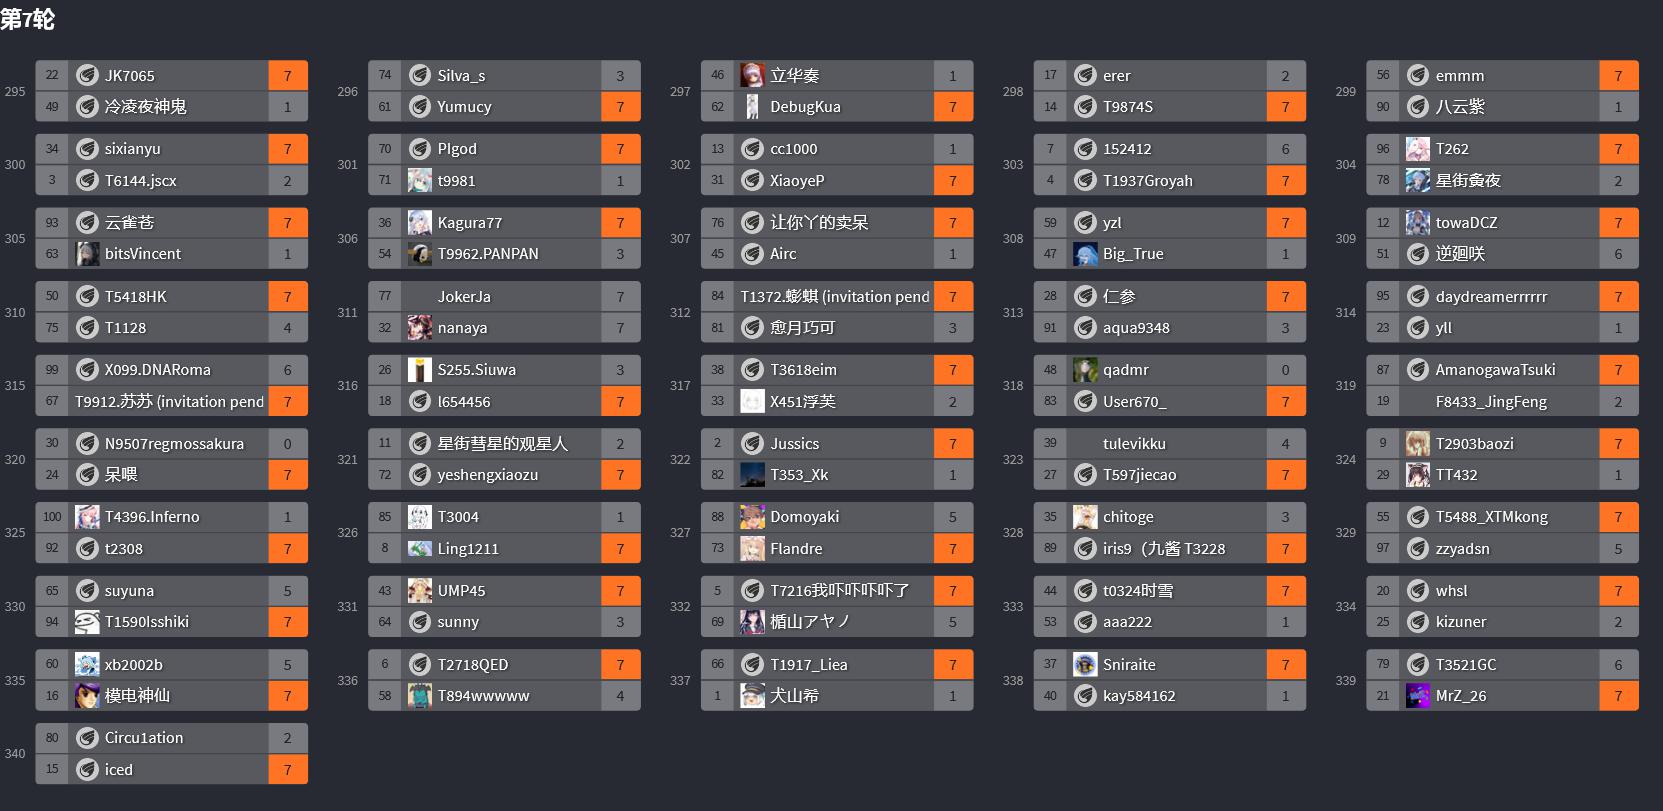 第7轮
295 22 JK7065 7
49 冷凌夜神鬼 1
296 74 Silva_s 3
61 Yumucy 7
297 46 立华奏 1
62 DebugKua 7
298 17 erer 2
14 T9874S 7
299 56 emmm 7
90 八云紫 1
300 34 sixianyu 7
3 T6144.jscx 2
301 70 PIgod 7
71 t9981 1
302 13 cc1000 1
31 XiaoyeP 7
303 7 152412 6
4 T1937Groyah 7
304 96 T262 7
78 星街夜 2
305 93 云雀苍 7
63 bitsVincent 1
306 36 Kagura77 7
54 T9962.PANPAN 3
307 76 让你丫的卖呆 7
45 Airc 1
308 59 yzl 7
47 Big_True 1
309 12 towaDCZ 7
51 逆廻咲 6
310 50 T5418HK 7
75 T1128 4
311 77 JokerJa 7
32 nanaya 7
312 84 T1372.蟛蜞 (invitation pend 7
81 愈月巧可 3
313 28 仁参 7
91 aqua9348 3
314 95 daydreamerrrrrr 7
23 yll 1
315 99 X099.DNARoma 6
67 T9912.苏苏 (invitation pend 7
316 26 S255.Siuwa 3
18 l654456 7
317 38 T3618eim 7
33 X451浮芙 2
318 48 qadmr 0
83 User670_ 7
319 87 AmanogawaTsuki 7
19 F8433_JingFeng 2
320 30 N9507regmossakura 0
24 呆喂 7
321 11 星街彗星的观星人 2
72 yeshengxiaozu 7
322 2 Jussics 7
82 T353_Xk 1
323 39 tulevikku 4
27 T597jiecao 7
324 9 T2903baozi 7
29 TT432 1
325 100 T4396.Inferno 1
92 t2308 7
326 85 T3004 1
8 Ling1211 7
327 88 Domoyaki 5
73 Flandre 7
328 35 chitoge 3
89 iris9（九酱 T3228 7
329 55 T5488_XTMkong 7
97 zzyadsn 5
330 65 suyuna 5
94 T1590Isshiki 7
331 43 UMP45 7
64 sunny 3
332 5 T7216我吓吓吓吓了 7
69 楯山アヤノ 5
333 44 t0324时雪 7
53 aaa222 1
334 20 whsl 7
25 kizuner 2
335 60 xb2002b 5
16 模电神仙 7
336 6 T2718QED 7
58 T894wwwww 4
337 66 T1917_Liea 7
1 犬山希 1
338 37 Sniraite 7
40 kay584162 1
339 79 T3521GC 6
21 MrZ_26 7
340 80 Circu1ation 2
15 iced 7